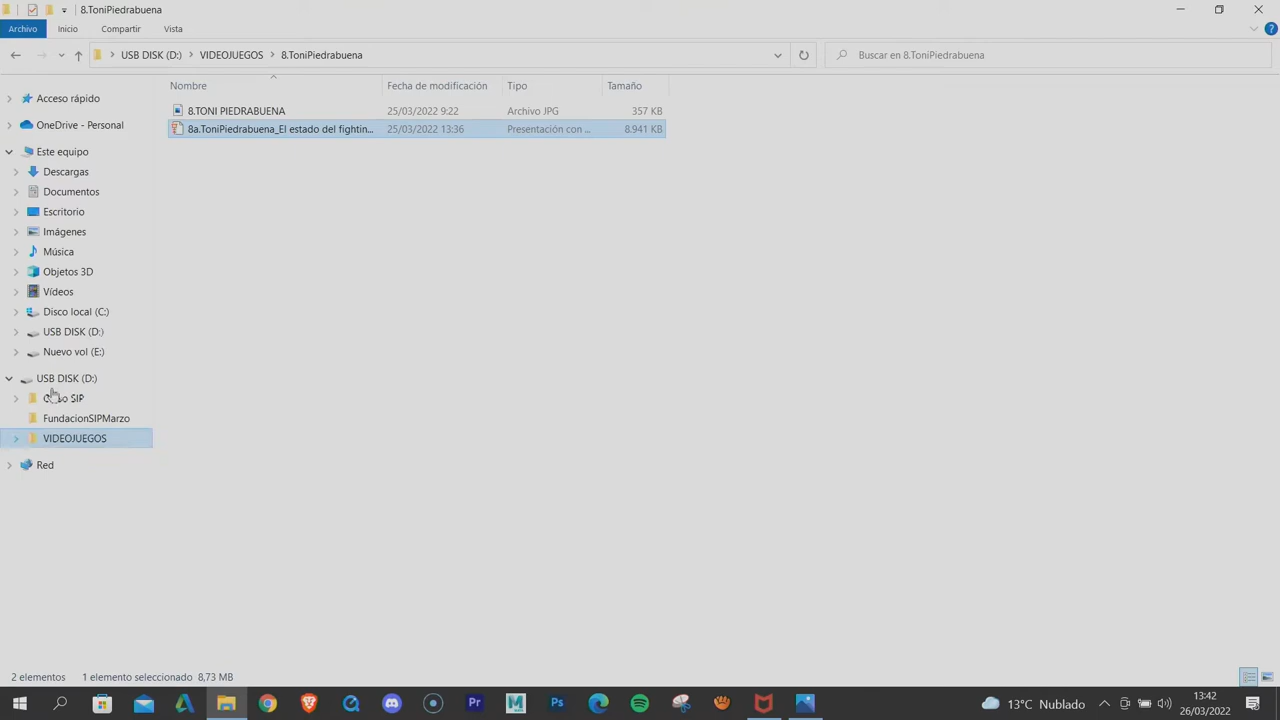 8.ToniPiedrabuena
Archivo Inicio Compartir Vista
USB DISK (D:) > VIDEOJUEGOS > 8.ToniPiedrabuena
Buscar en 8.ToniPiedrabuena
Nombre Fecha de modificación Tipo Tamaño
8.TONI PIEDRABUENA 25/03/2022 9:22 Archivo JPG 357 KB
8a.ToniPiedrabuena_El estado del fightin... 25/03/2022 13:36 Presentación con ... 8.941 KB
Acceso rápido
OneDrive - Personal
Este equipo
Descargas
Documentos
Escritorio
Imágenes
Música
Objetos 3D
Vídeos
Disco local (C:)
USB DISK (D:)
Nuevo vol (E:)
USB DISK (D:)
SIP
FundacionSIPMarzo
VIDEOJUEGOS
Red
2 elementos 1 elemento seleccionado 8,73 MB
13°C Nublado
13:42
26/03/2022